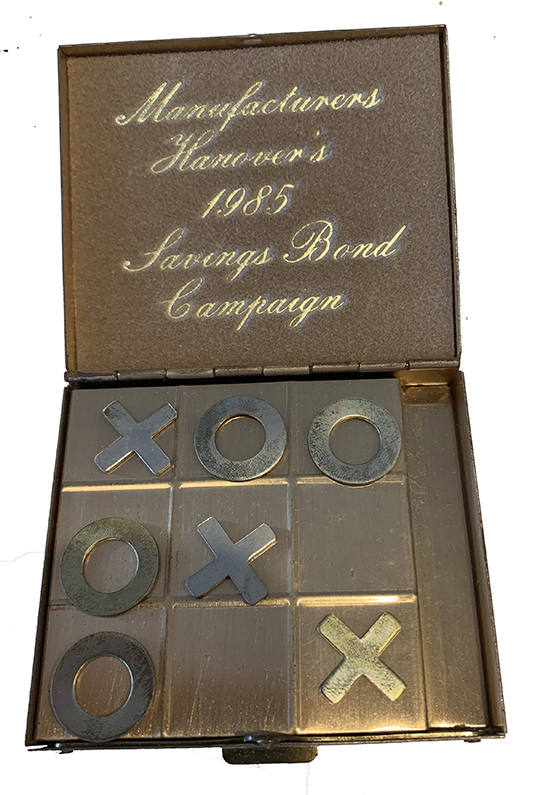 Manufacturers
Hanover's
1985
Savings Bond
Campaign